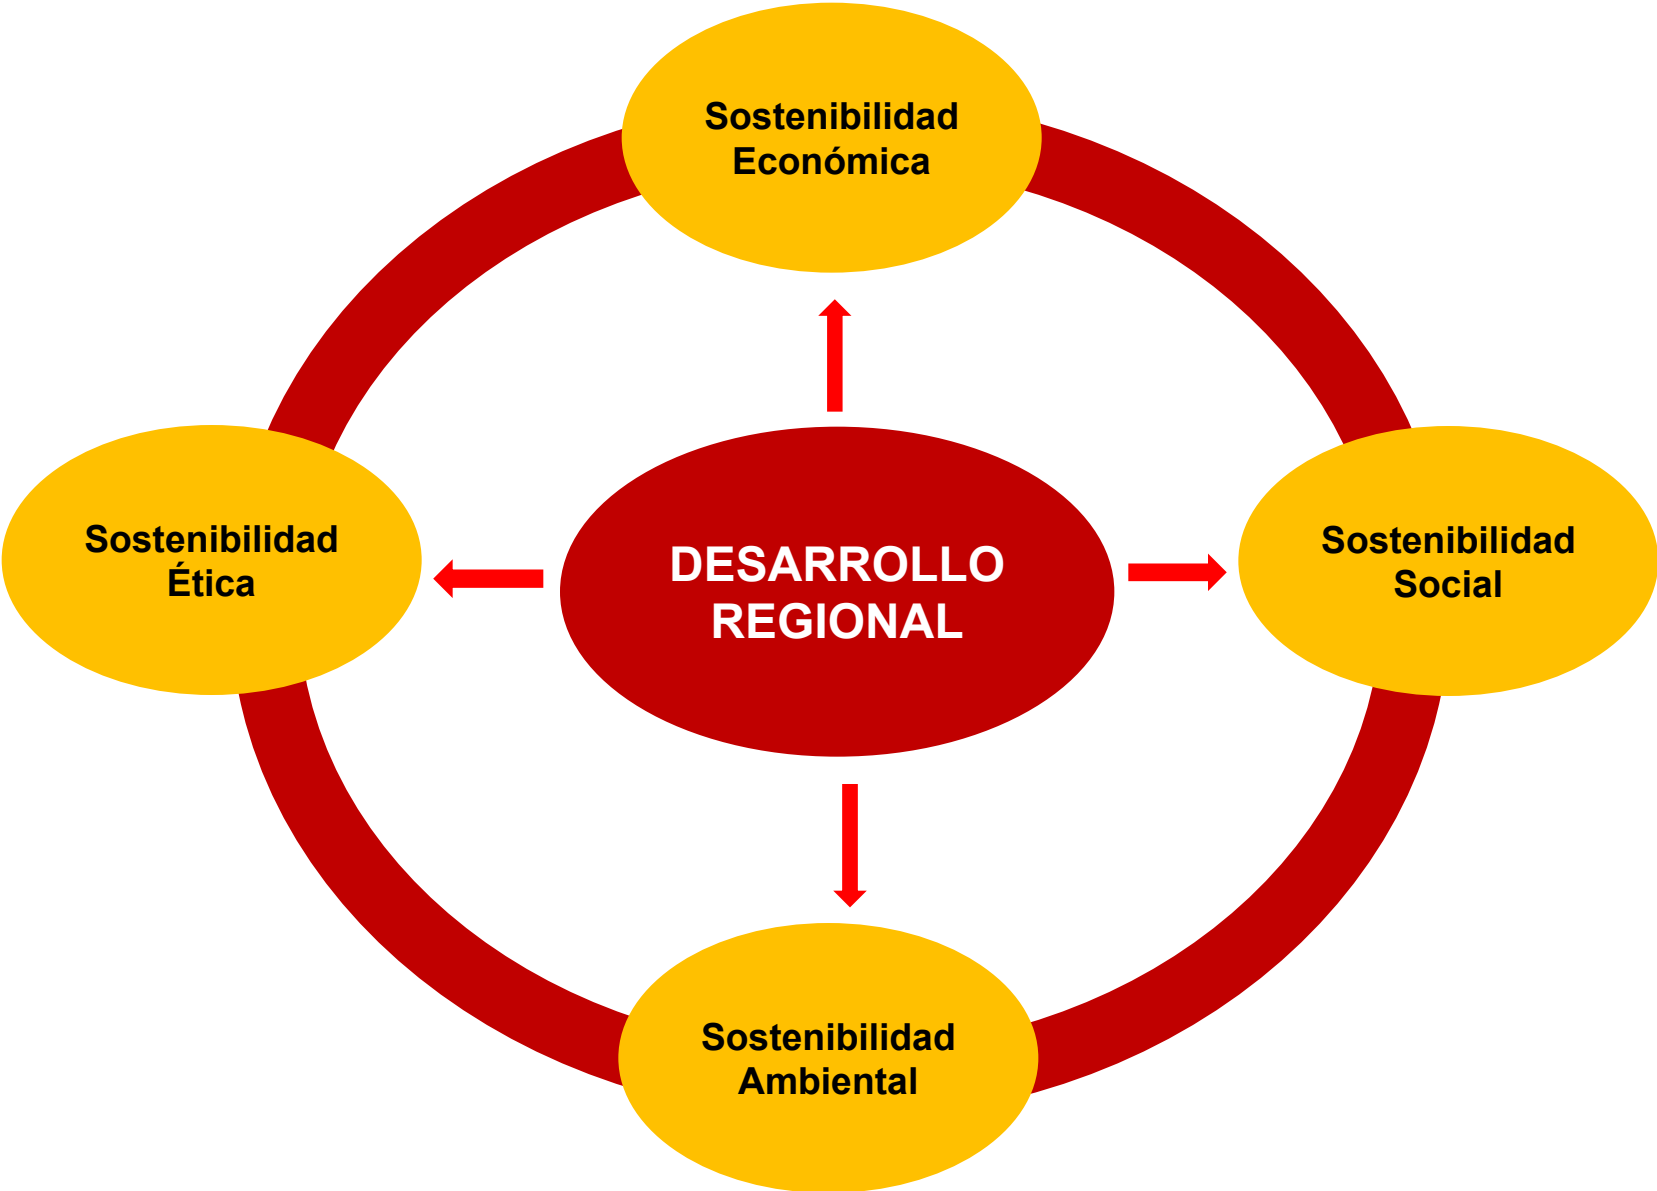 Sostenibilidad
Económica
Sostenibilidad
Ética
DESARROLLO
REGIONAL
Sostenibilidad
Social
Sostenibilidad
Ambiental